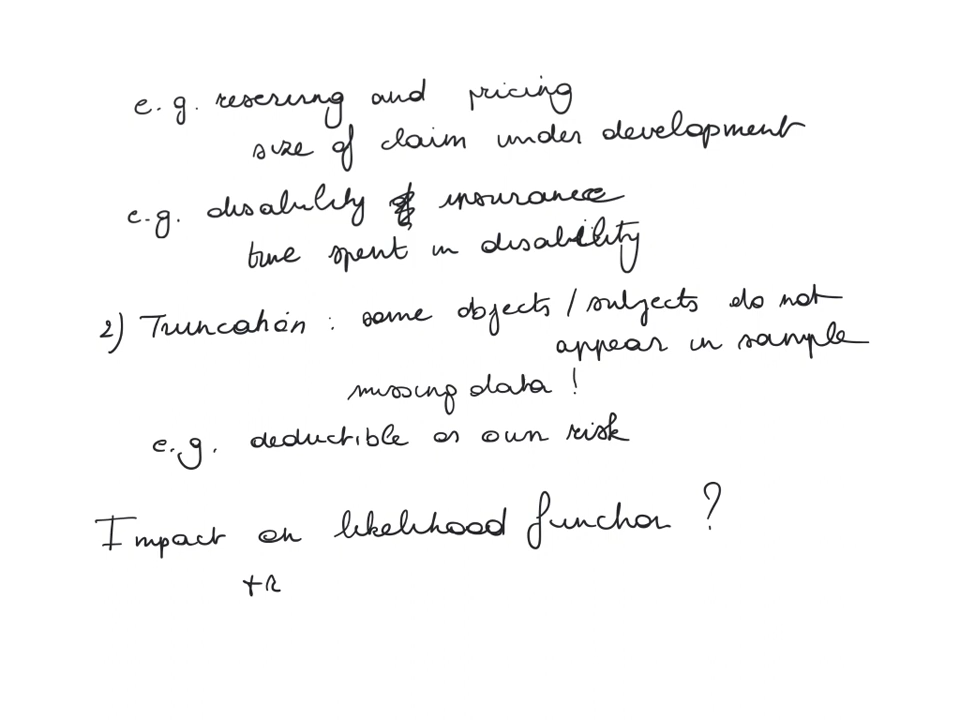 e.g. reserving and pricing
size of claim under development
e.g. disability insurance
time spent in disability
2) Truncation : some objects / subjects do not
appear in sample
missing data !
e.g. deductible or own risk
Impact on likelihood function ?